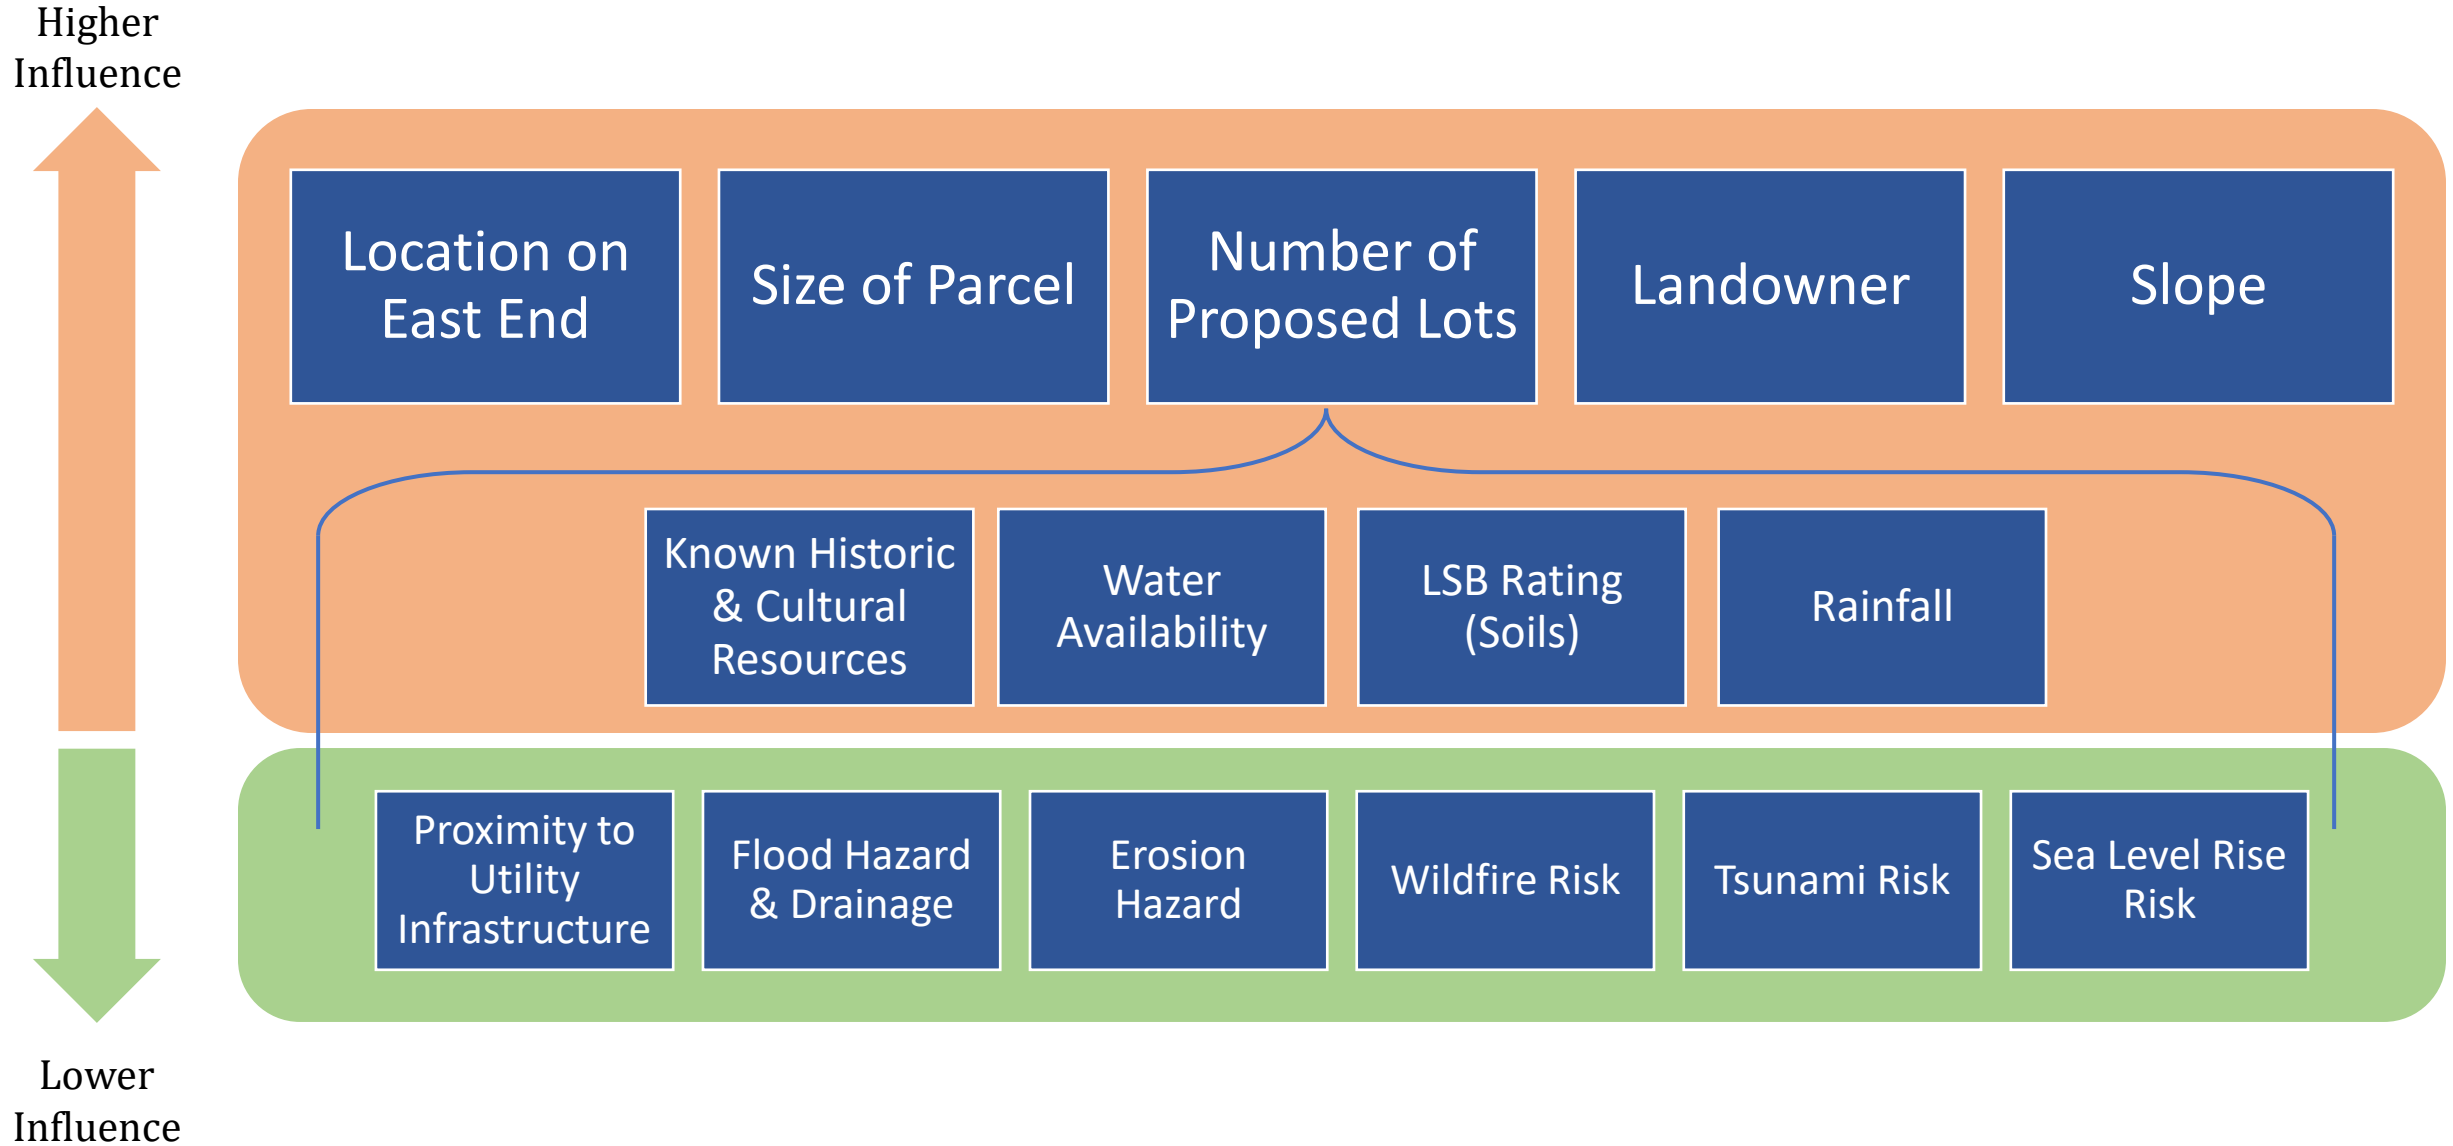 Higher
Influence
Location on
East End
Size of Parcel
Number of
Proposed Lots
Landowner
Slope
Known Historic
& Cultural
Resources
Water
Availability
LSB Rating
(Soils)
Rainfall
Proximity to
Utility
Infrastructure
Flood Hazard
& Drainage
Erosion
Hazard
Wildfire Risk
Tsunami Risk
Sea Level Rise
Risk
Lower
Influence